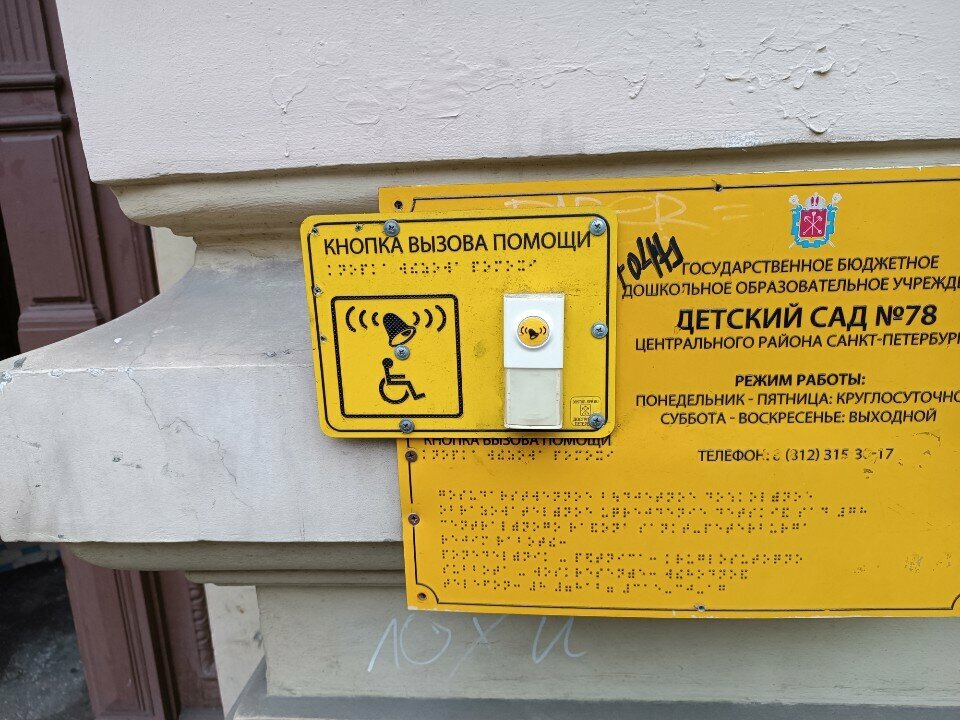 КНОПКА ВЫЗОВА ПОМОЩИ
ГОСУДАРСТВЕННОЕ БЮДЖЕТНОЕ
ДОШКОЛЬНОЕ ОБРАЗОВАТЕЛЬНОЕ УЧРЕЖДЕ
ДЕТСКИЙ САД №78
ЦЕНТРАЛЬНОГО РАЙОНА САНКТ-ПЕТЕРБУР
РЕЖИМ РАБОТЫ:
ПОНЕДЕЛЬНИК - ПЯТНИЦА: КРУГЛОСУТОЧНО
СУББОТА - ВОСКРЕСЕНЬЕ: ВЫХОДНОЙ
ТЕЛЕФОН: (312) 315
КНОПКА ВЫЗОВА ПОМОЩИ
ЛОХИ